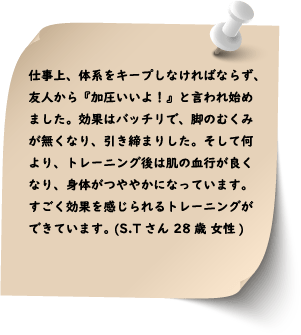 仕事上、体系をキープしなければならず、
友人から『加圧いいよ！』と言われ始め
ました。効果はバッチリで、脚のむくみ
が無くなり、引き締まりました。そして何
より、トレーニング後は肌の血行が良く
なり、身体がつややかになっています。
すごく効果を感じられるトレーニングが
できています。(S.T さん 28 歳 女性 )